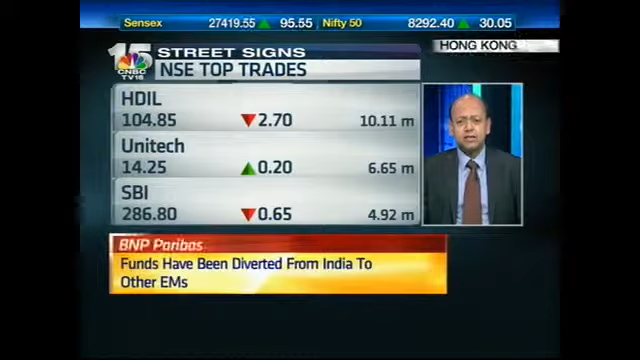 Sensex 27419.55 95.55 Nifty 50 8292.40 30.05
HONG KONG
15
CNBC
TV18
STREET SIGNS
NSE TOP TRADES
HDIL
104.85 2.70 10.11 m
Unitech
14.25 0.20 6.65 m
SBI
286.80 0.65 4.92 m
BNP Paribas
Funds Have Been Diverted From India To
Other EMs